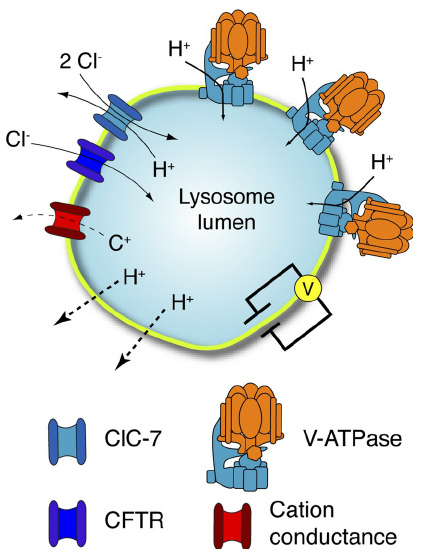 2 Cl⁻
H⁺
H⁺
Cl⁻
H⁺
H⁺
Lysosome
lumen
C⁺
H⁺
H⁺
V
ClC-7
V-ATPase
CFTR
Cation
conductance